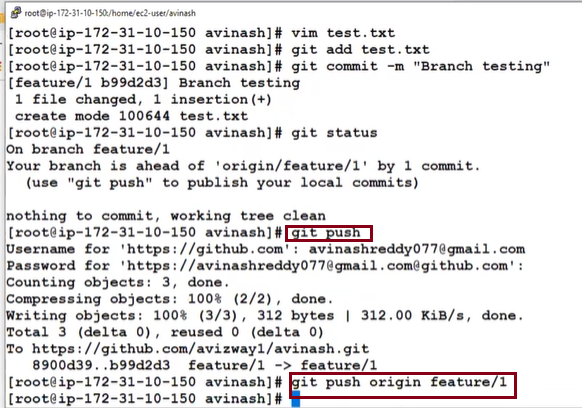 root@ip-172-31-10-150:/home/ec2-user/avinash
[root@ip-172-31-10-150 avinash]# vim test.txt
[root@ip-172-31-10-150 avinash]# git add test.txt
[root@ip-172-31-10-150 avinash]# git commit -m "Branch testing"
[feature/1 b99d2d3] Branch testing
 1 file changed, 1 insertion(+)
 create mode 100644 test.txt
[root@ip-172-31-10-150 avinash]# git status
On branch feature/1
Your branch is ahead of 'origin/feature/1' by 1 commit.
  (use "git push" to publish your local commits)

nothing to commit, working tree clean
[root@ip-172-31-10-150 avinash]# git push
Username for 'https://github.com': avinashreddy077@gmail.com
Password for 'https://avinashreddy077@gmail.com@github.com':
Counting objects: 3, done.
Compressing objects: 100% (2/2), done.
Writing objects: 100% (3/3), 312 bytes | 312.00 KiB/s, done.
Total 3 (delta 0), reused 0 (delta 0)
To https://github.com/avizway1/avinash.git
   8900d39..b99d2d3  feature/1 -> feature/1
[root@ip-172-31-10-150 avinash]# git push origin feature/1
[root@ip-172-31-10-150 avinash]#